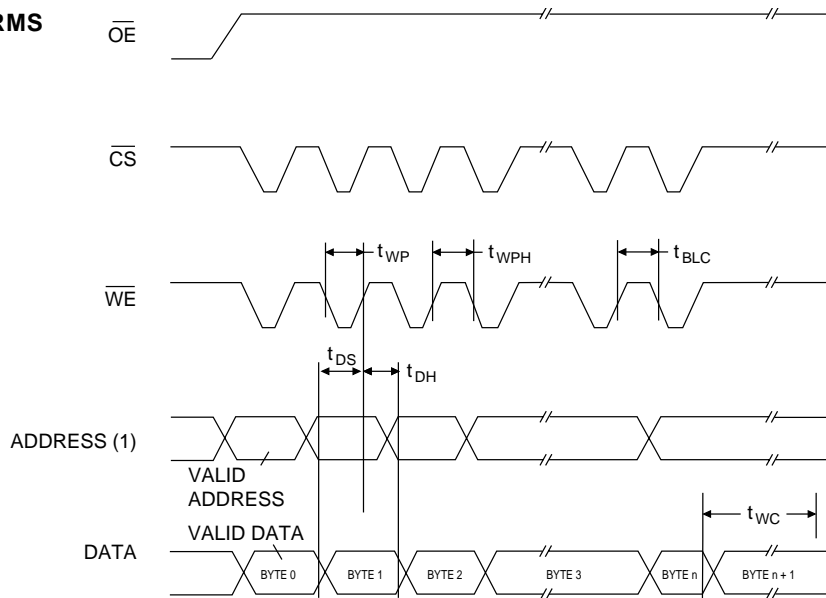 RMS
OE
CS
tWP
tWPH
tBLC
WE
tDS
tDH
ADDRESS (1)
VALID
ADDRESS
tWC
VALID DATA
DATA
BYTE 0
BYTE 1
BYTE 2
BYTE 3
BYTE n
BYTE n + 1